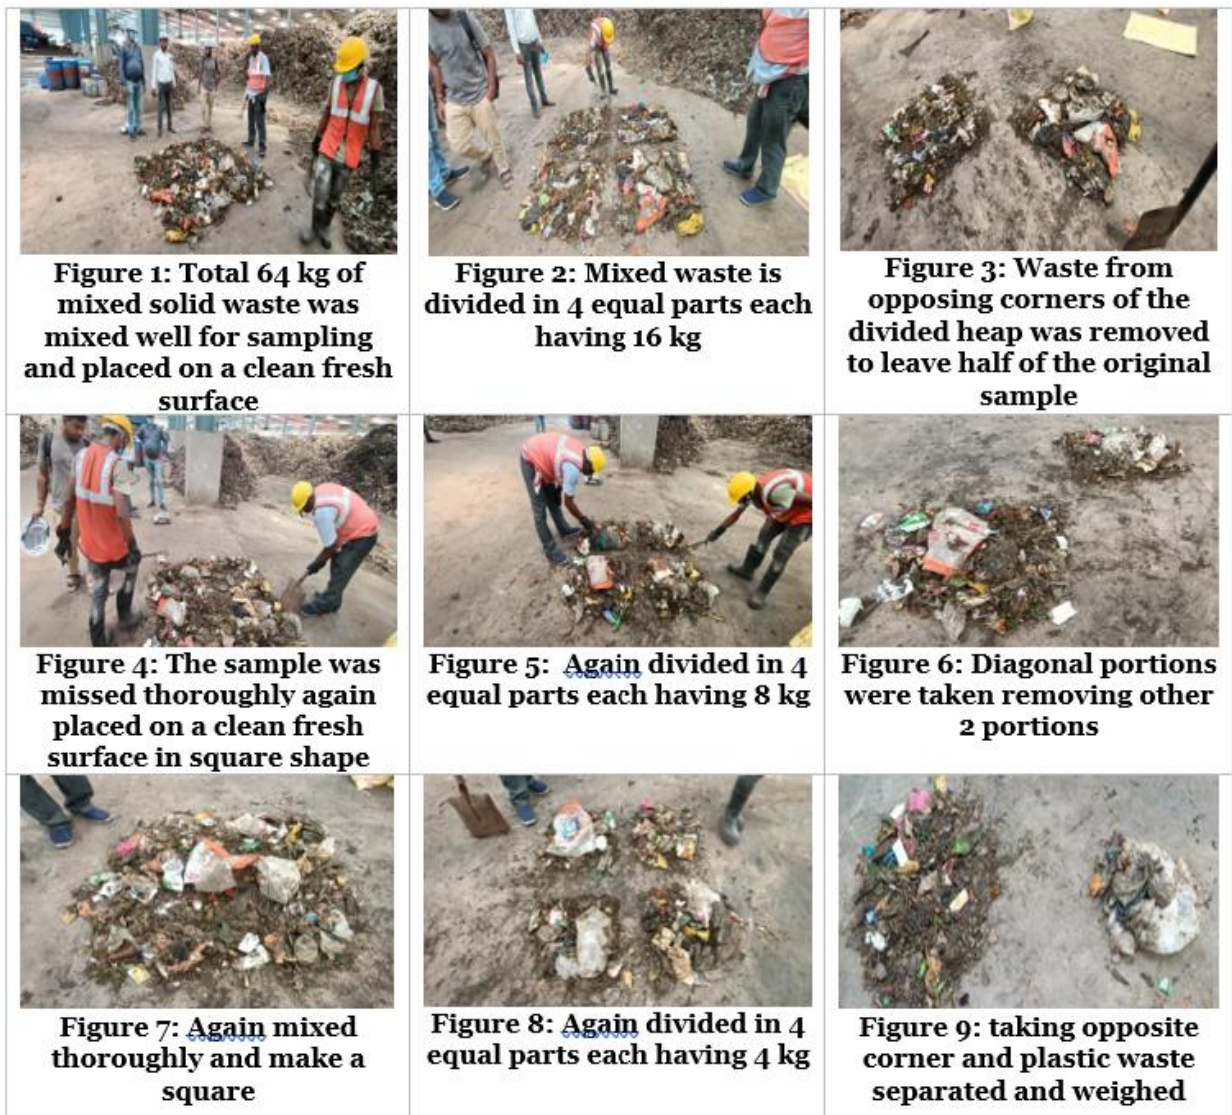 Figure 1: Total 64 kg of
mixed solid waste was
mixed well for sampling
and placed on a clean fresh
surface
Figure 2: Mixed waste is
divided in 4 equal parts each
having 16 kg
Figure 3: Waste from
opposing corners of the
divided heap was removed
to leave half of the original
sample
Figure 4: The sample was
missed thoroughly again
placed on a clean fresh
surface in square shape
Figure 5: Again divided in 4
equal parts each having 8 kg
Figure 6: Diagonal portions
were taken removing other
2 portions
Figure 7: Again mixed
thoroughly and make a
square
Figure 8: Again divided in 4
equal parts each having 4 kg
Figure 9: taking opposite
corner and plastic waste
separated and weighed